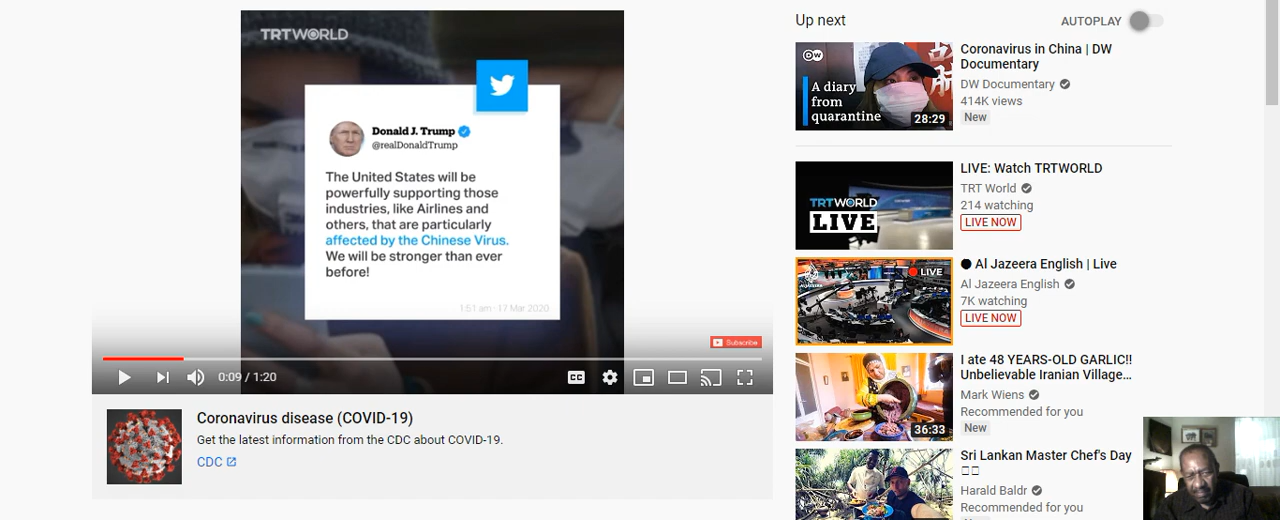 TRTWORLD
Donald J. Trump
@realDonaldTrump
The United States will be
powerfully supporting those
industries, like Airlines and
others, that are particularly
affected by the Chinese Virus.
We will be stronger than ever
before!
1:51 am · 17 Mar 2020
Subscribe
0:09 / 1:20
CC
Coronavirus disease (COVID-19)
Get the latest information from the CDC about COVID-19.
CDC
Up next
AUTOPLAY
DW
A diary
from
quarantine
28:29
Coronavirus in China | DW
Documentary
DW Documentary
414K views
New
TRTWORLD
LIVE
LIVE: Watch TRTWORLD
TRT World
214 watching
LIVE NOW
ALJAZEERA
LIVE
Al Jazeera English | Live
Al Jazeera English
7K watching
LIVE NOW
36:33
I ate 48 YEARS-OLD GARLIC!!
Unbelievable Iranian Village...
Mark Wiens
Recommended for you
New
Sri Lankan Master Chef's Day
Harald Baldr
Recommended for you